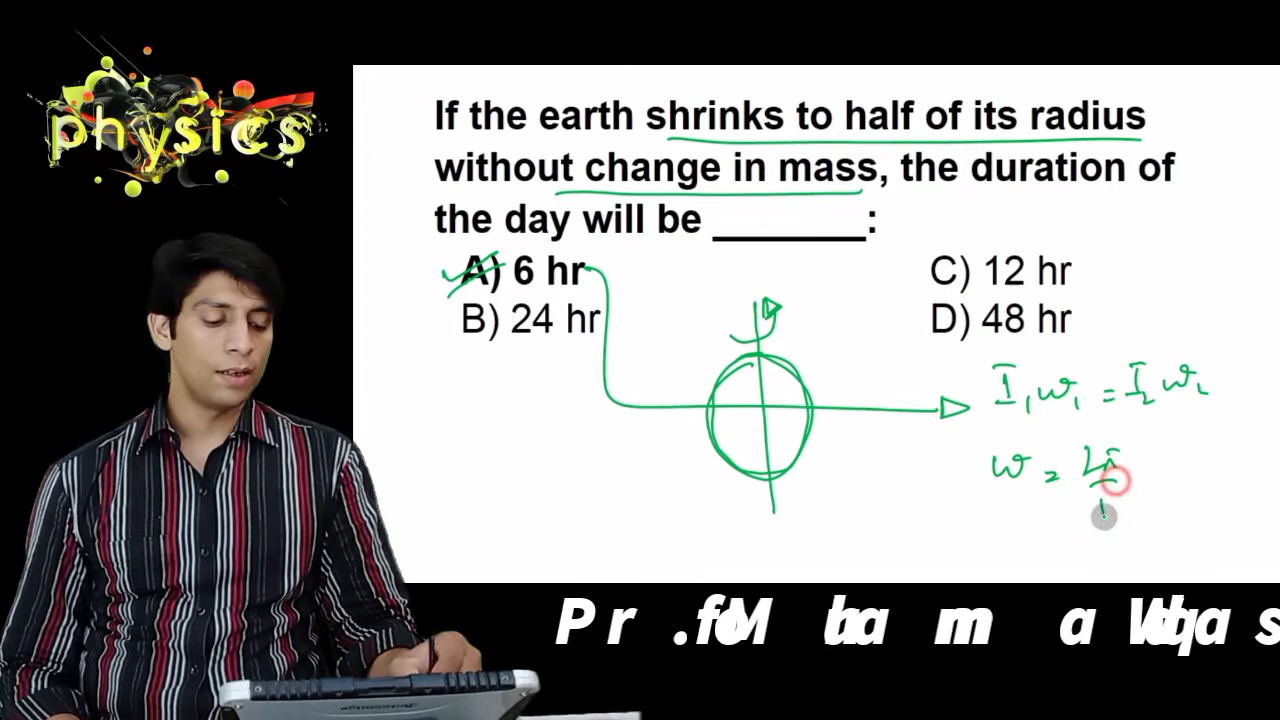 physics
If the earth shrinks to half of its radius
without change in mass, the duration of
the day will be _______:
A) 6 hr
C) 12 hr
B) 24 hr
D) 48 hr
I₁ω₁ = I₂ω₂
ω =